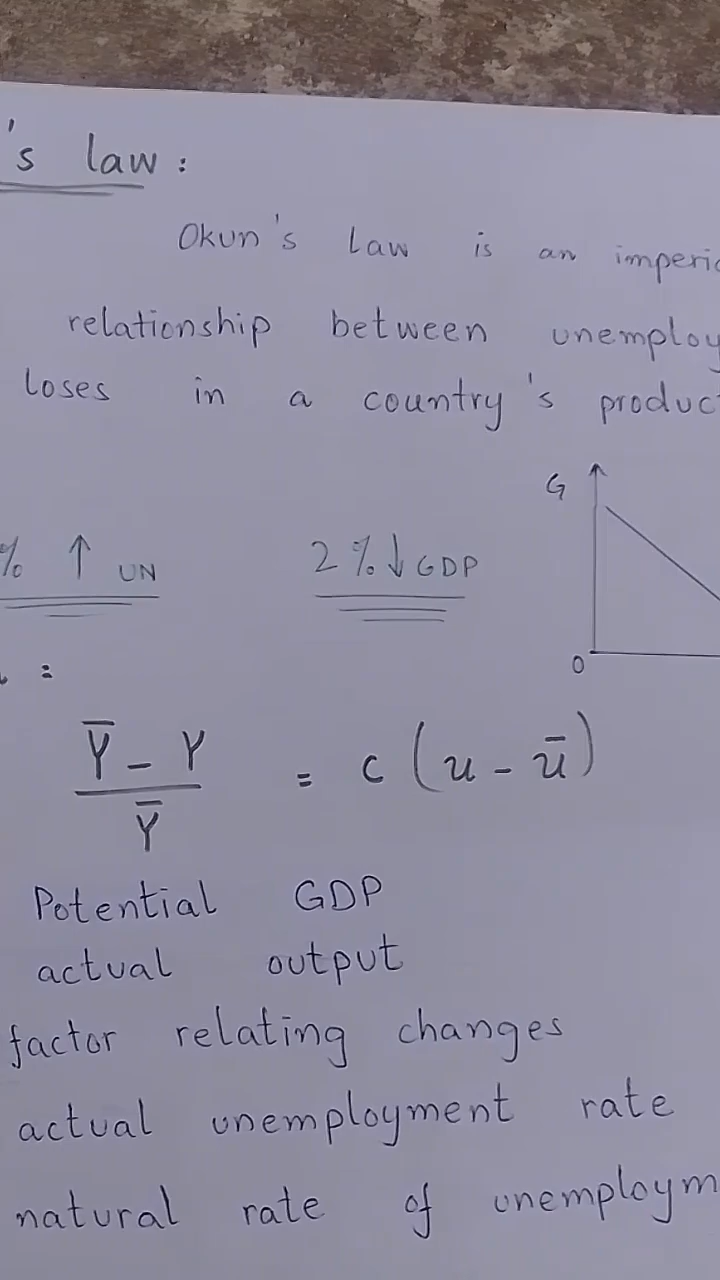 's law :
Okun's law is an imperic
relationship between unemploy
loses in a country's product
% ↑ UN 2% ↓ GDP
G
0
:
Ȳ - Y / Ȳ = c (u - ū)
Potential GDP
actual output
factor relating changes
actual unemployment rate
natural rate of unemploym